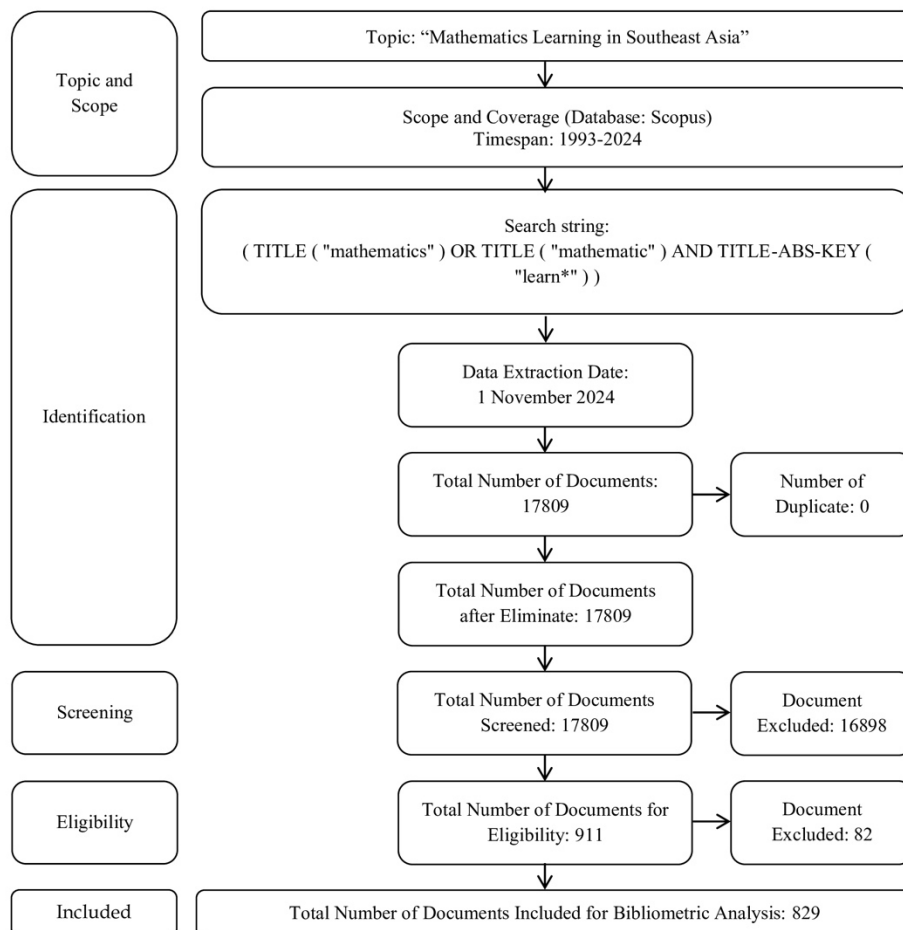 Topic and
Scope
Topic: “Mathematics Learning in Southeast Asia”
Scope and Coverage (Database: Scopus)
Timespan: 1993-2024
Identification
Search string:
( TITLE ( "mathematics" ) OR TITLE ( "mathematic" ) AND TITLE-ABS-KEY (
"learn*" ) )
Data Extraction Date:
1 November 2024
Total Number of Documents:
17809
Number of
Duplicate: 0
Total Number of Documents
after Eliminate: 17809
Screening
Total Number of Documents
Screened: 17809
Document
Excluded: 16898
Eligibility
Total Number of Documents for
Eligibility: 911
Document
Excluded: 82
Included
Total Number of Documents Included for Bibliometric Analysis: 829